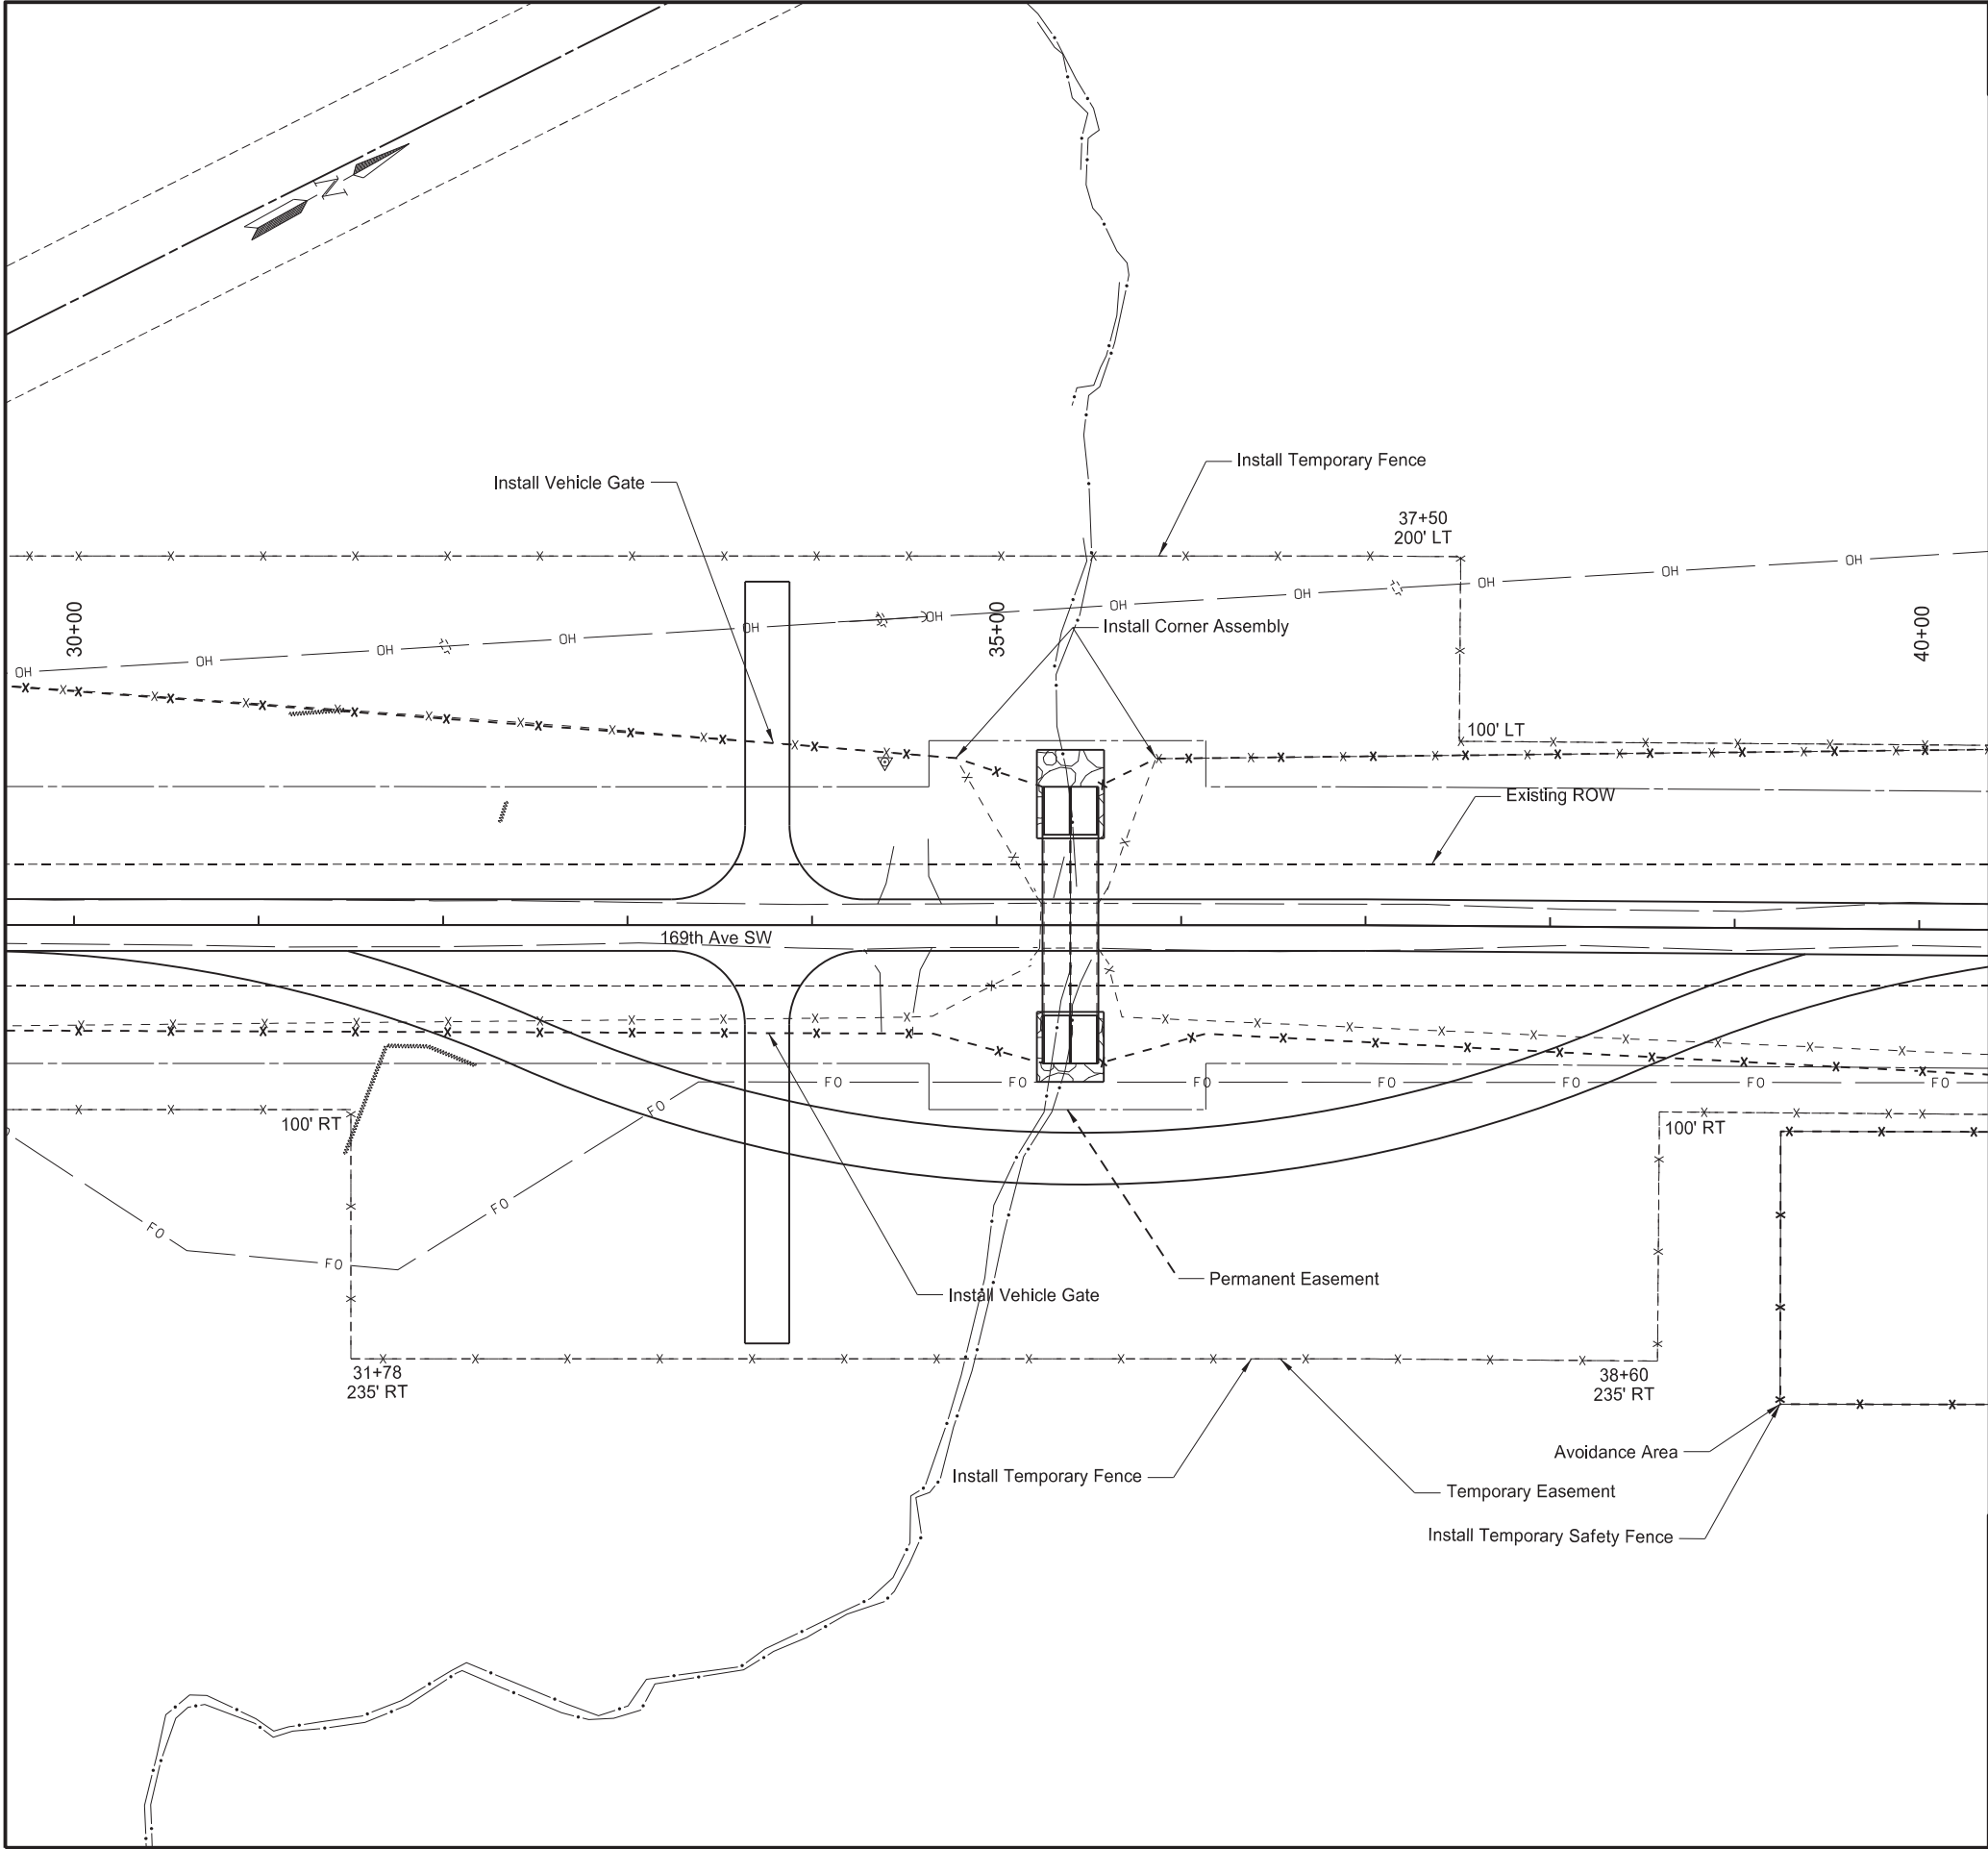 N
Install Temporary Fence
Install Vehicle Gate
37+50
200' LT
OH OH OH OH OH OH OH OH OH OH OH
30+00
35+00
40+00
Install Corner Assembly
100' LT
Existing ROW
169th Ave SW
FO FO FO FO FO FO FO
100' RT
100' RT
FO
FO
FO
FO
Permanent Easement
Install Vehicle Gate
31+78
235' RT
38+60
235' RT
Avoidance Area
Install Temporary Fence
Temporary Easement
Install Temporary Safety Fence